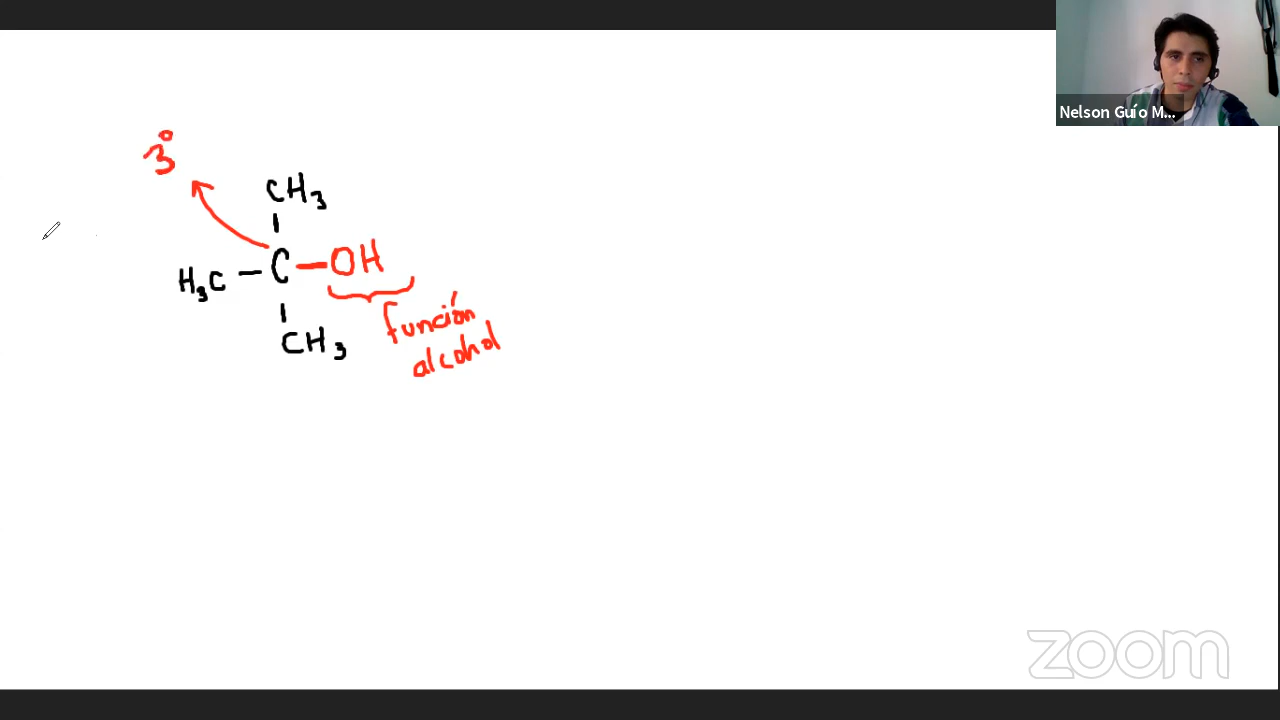 Nelson Guío M...
3°
CH3
H3C - C - OH
CH3
función
alcohol
zoom